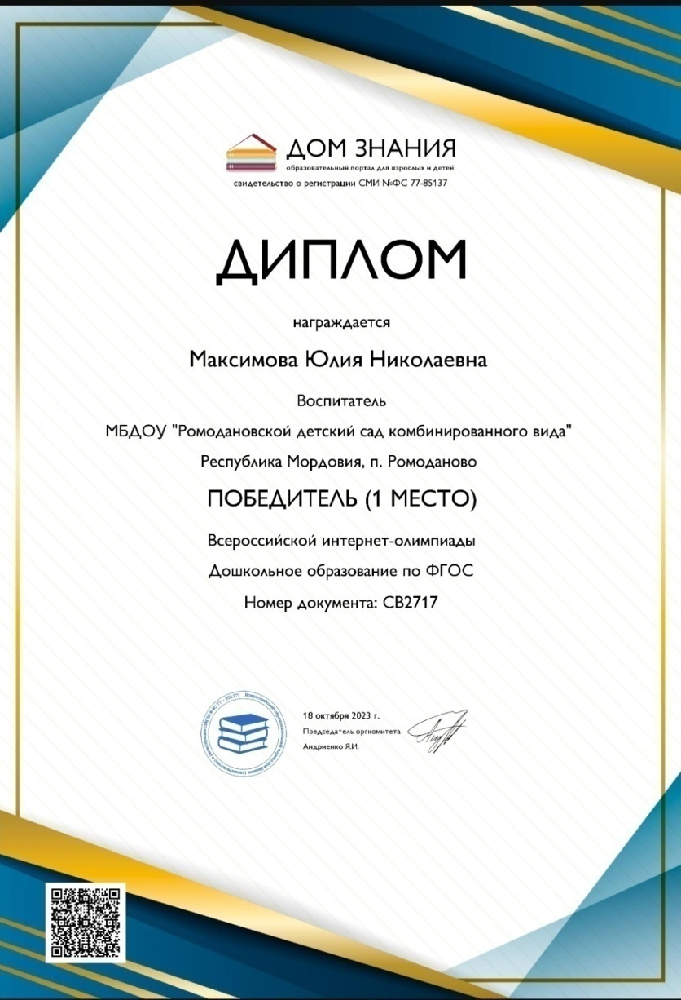 ДОМ ЗНАНИЯ
образовательный портал для взрослых и детей
свидетельство о регистрации СМИ №ФС 77-85137
ДИПЛОМ
награждается
Максимова Юлия Николаевна
Воспитатель
МБДОУ "Ромодановской детский сад комбинированного вида"
Республика Мордовия, п. Ромоданово
ПОБЕДИТЕЛЬ (1 МЕСТО)
Всероссийской интернет-олимпиады
Дошкольное образование по ФГОС
Номер документа: СВ2717
18 октября 2023 г.
Председатель оргкомитета
Андриенко Я.И.